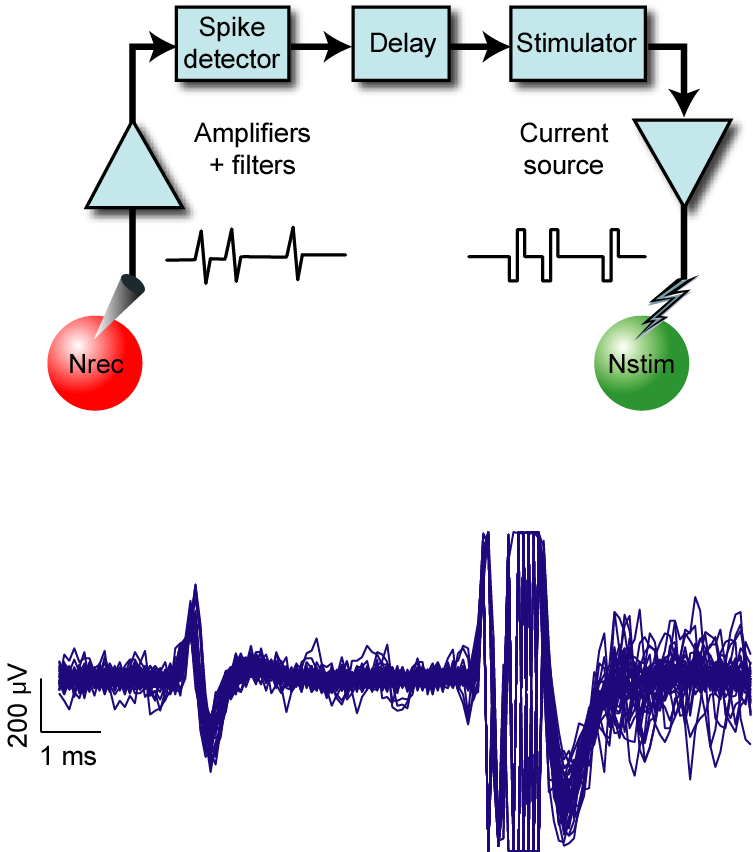 Spike
detector
Delay
Stimulator
Amplifiers
+ filters
Current
source
Nrec
Nstim
200 µV
1 ms